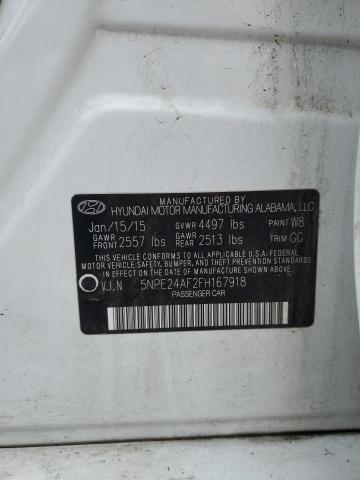 MANUFACTURED BY
HYUNDAI MOTOR MANUFACTURING ALABAMA, LLC
Jan/15/15 GVWR 4497 lbs PAINT W8
GAWR FRONT 2557 lbs GAWR REAR 2513 lbs TRIM GG
THIS VEHICLE CONFORMS TO ALL APPLICABLE U.S. FEDERAL
MOTOR VEHICLE SAFETY, BUMPER, AND THEFT PREVENTION
STANDARDS IN EFFECT ON THE DATE OF MANUFACTURE SHOWN ABOVE.
V.I.N 5NPE24AF2FH167918
PASSENGER CAR